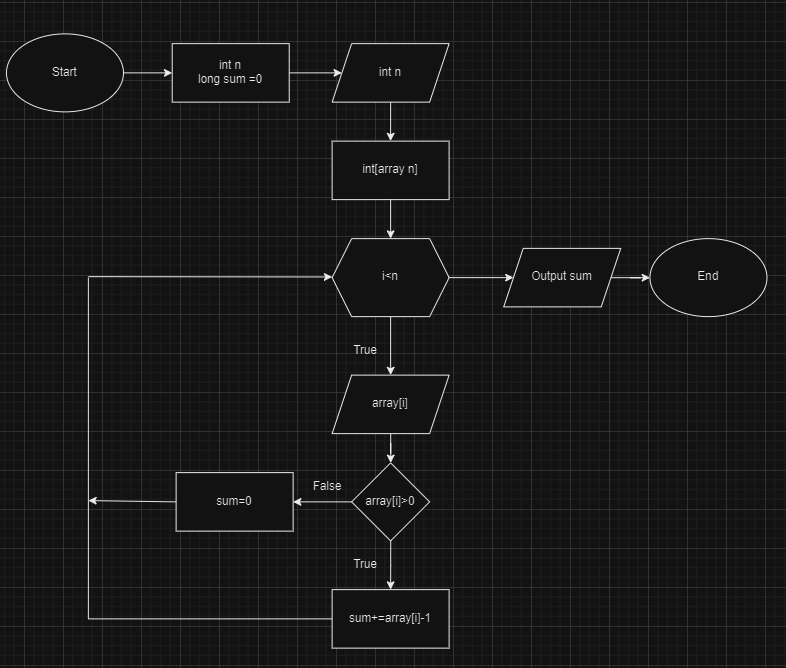 Start
int n
long sum =0
int n
int[array n]
i<n
Output sum
End
True
array[i]
False
array[i]>0
sum=0
True
sum+=array[i]-1